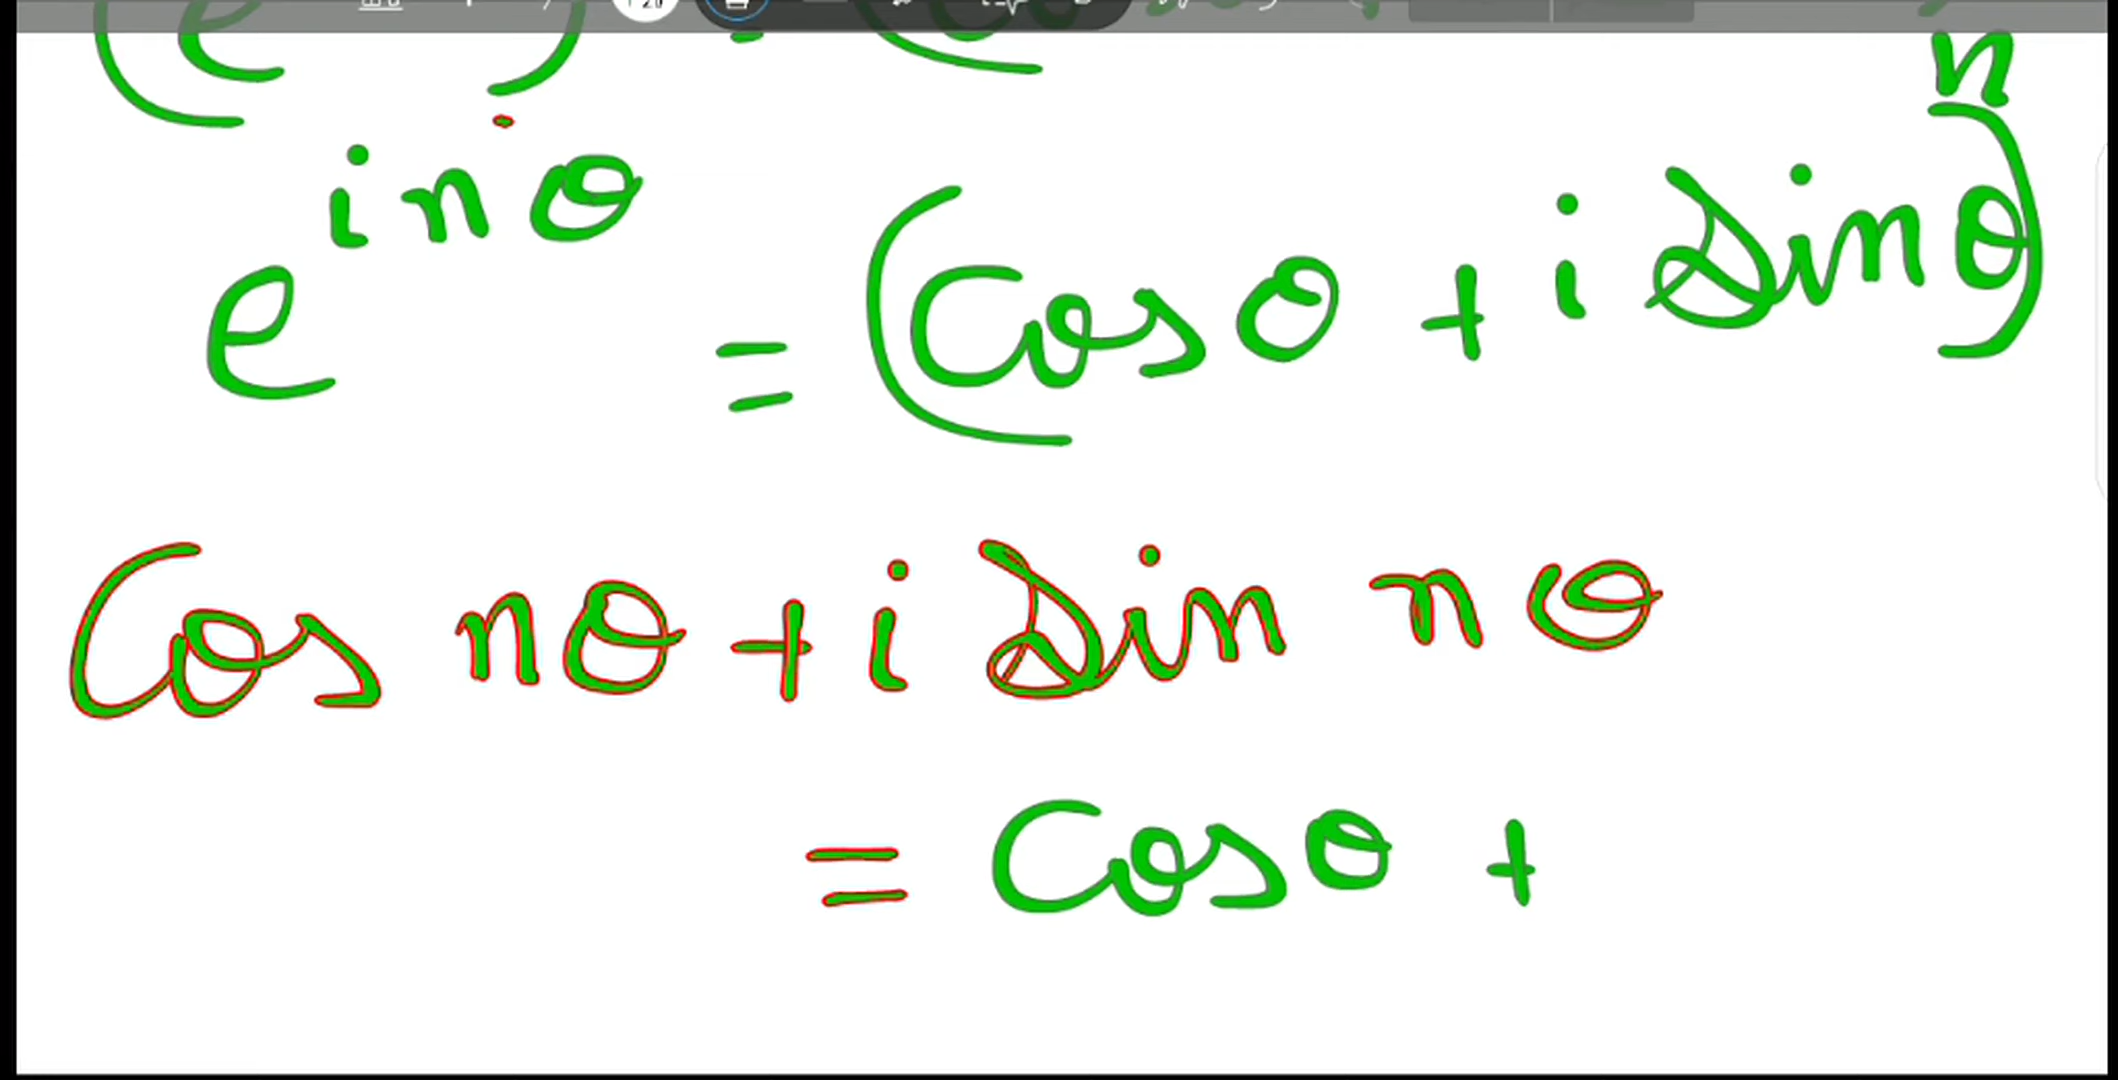 (e ) = (
e^{inθ} = (Cosθ + i Sinθ)^n
Cos nθ + i Sin nθ
= Cosθ +